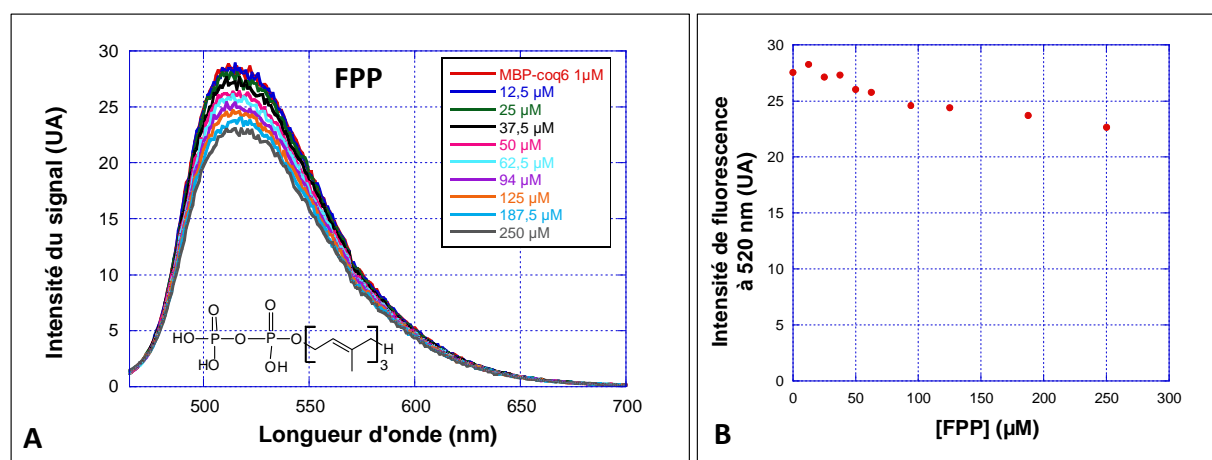 FPP
MBP-coq6 1µM
12,5 µM
25 µM
37,5 µM
50 µM
62,5 µM
94 µM
125 µM
187,5 µM
250 µM
Intensité du signal (UA)
30
25
20
15
10
5
0
500
550
600
650
700
Longueur d'onde (nm)
O
O
HO
P
O
P
O
HO
OH
H
3
A
Intensité de fluorescence
à 520 nm (UA)
30
25
20
15
10
5
0
0
50
100
150
200
250
300
[FPP] (µM)
B